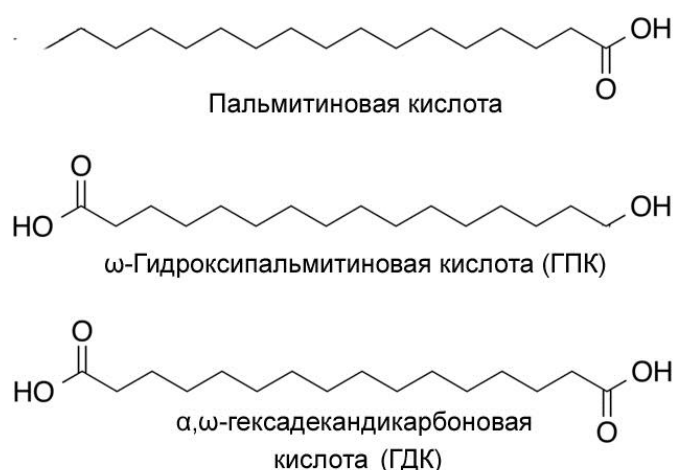 OH
O
Пальмитиновая кислота
O
HO
OH
ω-Гидроксипальмитиновая кислота (ГПК)
O
HO
OH
O
α,ω-гексадекандикарбоновая
кислота (ГДК)